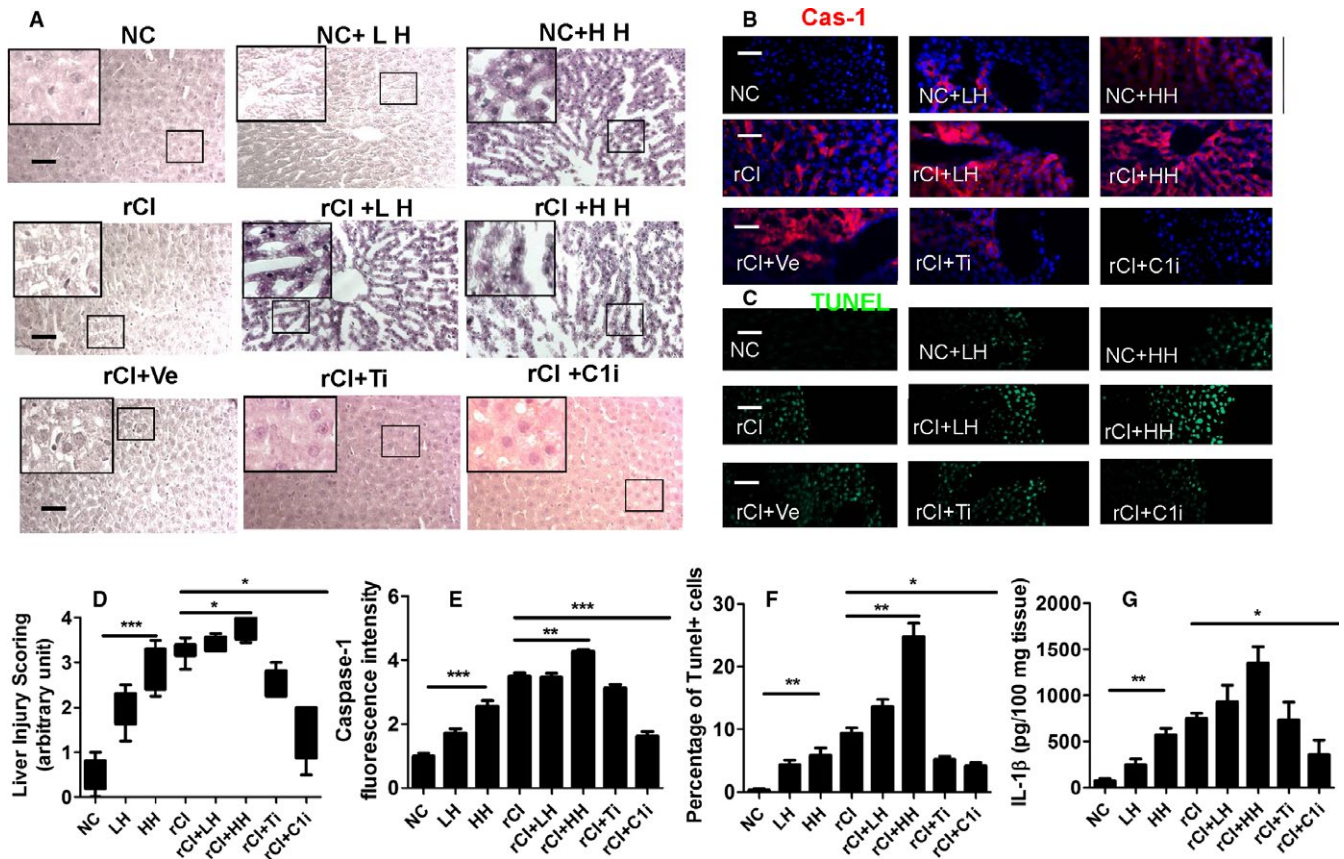 A
NC
NC+ L H
NC+H H
rCI
rCI +L H
rCI +H H
rCI+Ve
rCI+Ti
rCI +C1i
B
Cas-1
NC
NC+LH
NC+HH
rCI
rCI+LH
rCI+HH
rCI+Ve
rCI+Ti
rCI+C1i
C
TUNEL
NC
NC+LH
NC+HH
rCI
rCI+LH
rCI+HH
rCI+Ve
rCI+Ti
rCI+C1i
D
Liver Injury Scoring
(arbitrary unit)
4
3
2
1
0
***
*
*
NC
LH
HH
rCI
rCI+LH
rCI+HH
rCI+Ti
rCI+C1i
E
Caspase-1
fluorescence intensity
6
4
2
0
***
**
***
NC
LH
HH
rCI
rCI+LH
rCI+HH
rCI+Ti
rCI+C1i
F
Percentage of Tunel+ cells
30
20
10
0
**
**
*
NC
LH
HH
rCI
rCI+LH
rCI+HH
rCI+Ti
rCI+C1i
G
IL-1β (pg/100 mg tissue)
2000
1500
1000
500
0
**
*
NC
LH
HH
rCI
rCI+LH
rCI+HH
rCI+Ti
rCI+C1i